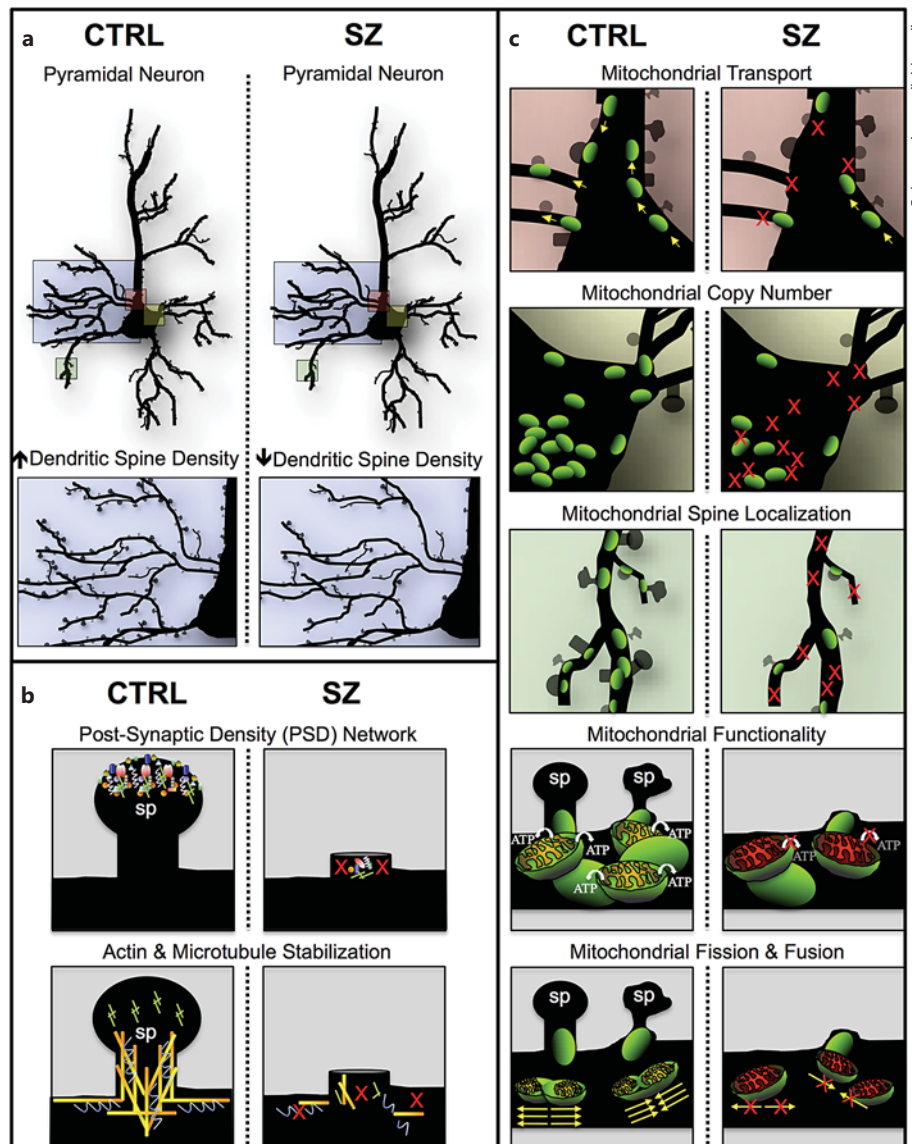 a
CTRL
SZ
Pyramidal Neuron
Pyramidal Neuron
↑Dendritic Spine Density
↓Dendritic Spine Density
b
CTRL
SZ
Post-Synaptic Density (PSD) Network
sp
Actin & Microtubule Stabilization
sp
c
CTRL
SZ
Mitochondrial Transport
Mitochondrial Copy Number
Mitochondrial Spine Localization
Mitochondrial Functionality
sp
sp
ATP
ATP
ATP
ATP
ATP
ATP
ATP
Mitochondrial Fission & Fusion
sp
sp